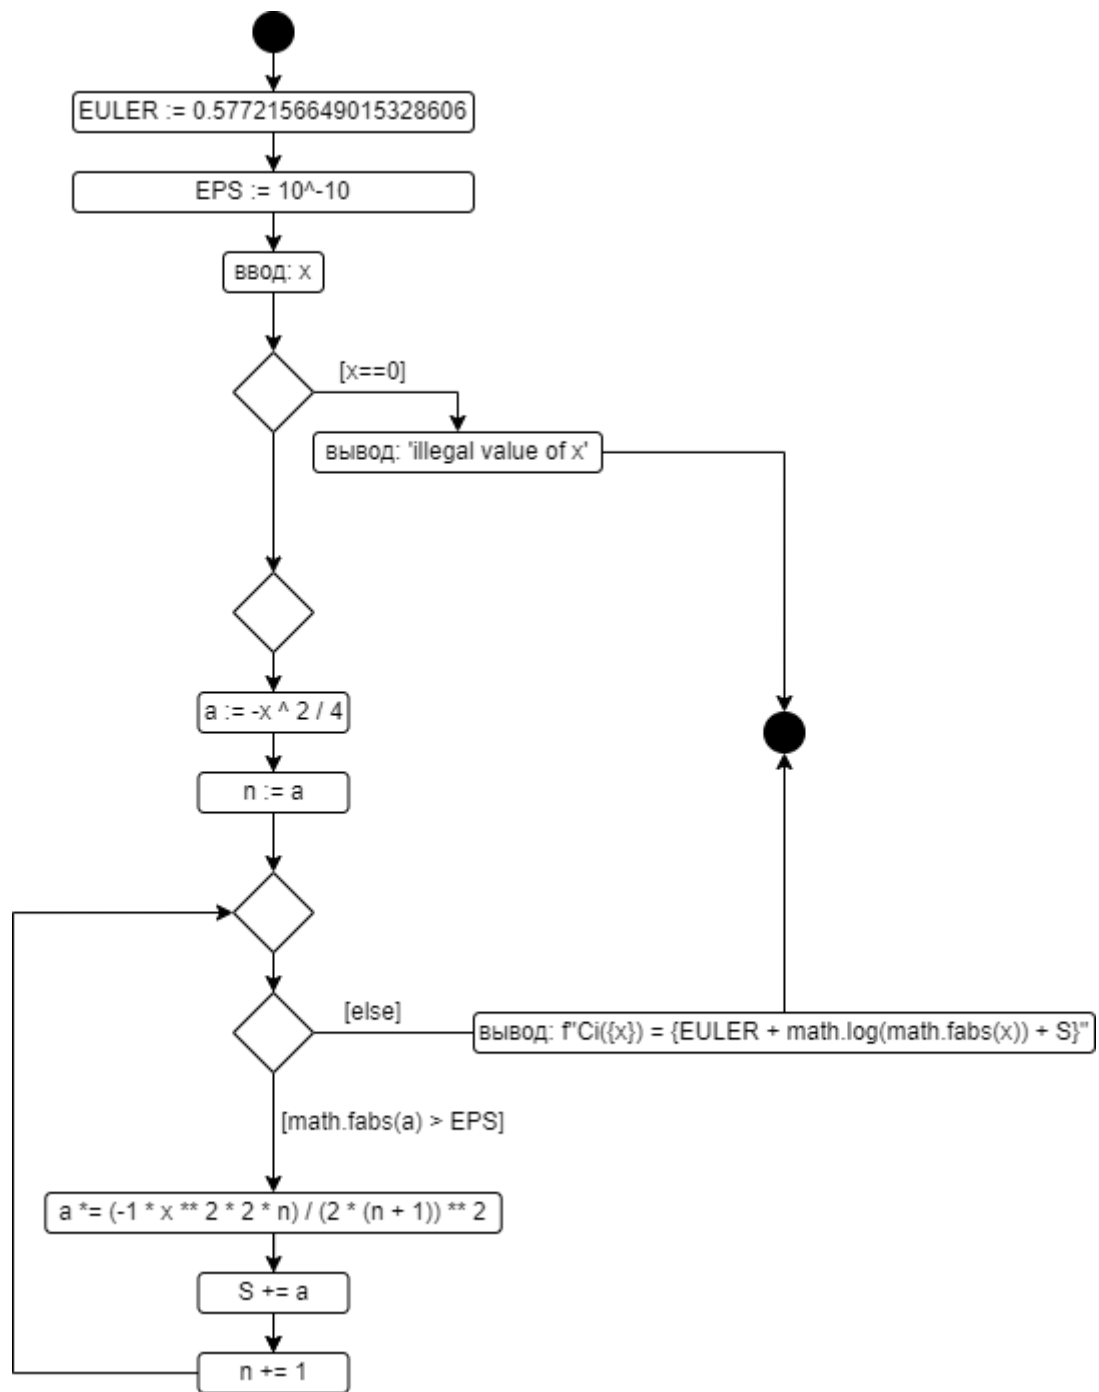 EULER := 0.5772156649015328606
EPS := 10^-10
ввод: x
[x==0]
вывод: 'illegal value of x'
a := -x ^ 2 / 4
n := a
[else]
вывод: f"Ci({x}) = {EULER + math.log(math.fabs(x)) + S}"
[math.fabs(a) > EPS]
a *= (-1 * x ** 2 * 2 * n) / (2 * (n + 1)) ** 2
S += a
n += 1